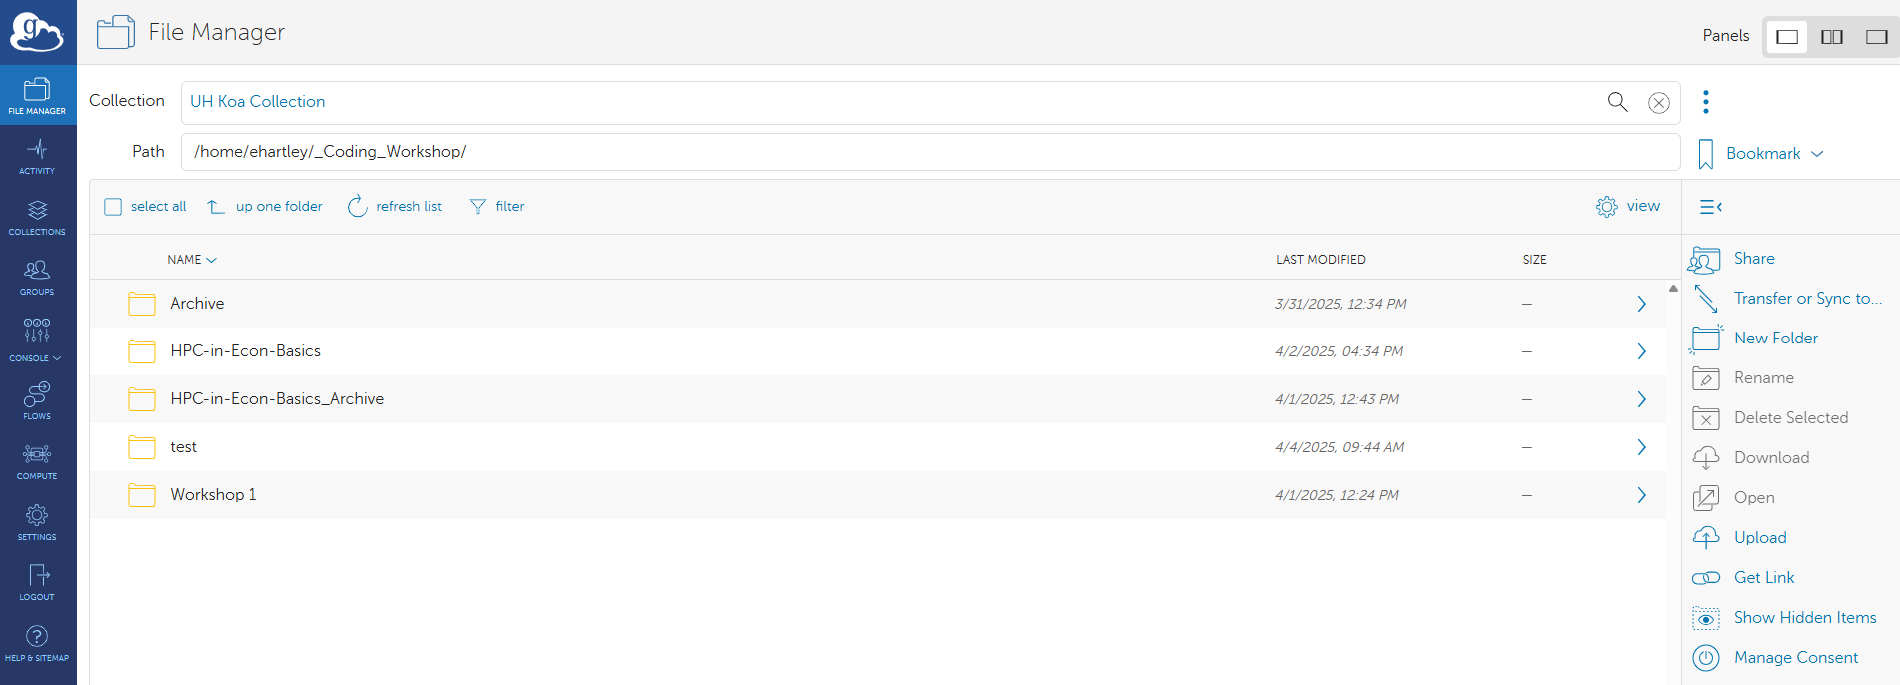 g
File Manager
Panels
FILE MANAGER
ACTIVITY
COLLECTIONS
GROUPS
CONSOLE
FLOWS
COMPUTE
SETTINGS
LOGOUT
HELP & SITEMAP
Collection UH Koa Collection
Path /home/ehartley/_Coding_Workshop/
Bookmark
select all up one folder refresh list filter view
NAME LAST MODIFIED SIZE
Archive 3/31/2025, 12:34 PM —
HPC-in-Econ-Basics 4/2/2025, 04:34 PM —
HPC-in-Econ-Basics_Archive 4/1/2025, 12:43 PM —
test 4/4/2025, 09:44 AM —
Workshop 1 4/1/2025, 12:24 PM —
Share
Transfer or Sync to...
New Folder
Rename
Delete Selected
Download
Open
Upload
Get Link
Show Hidden Items
Manage Consent